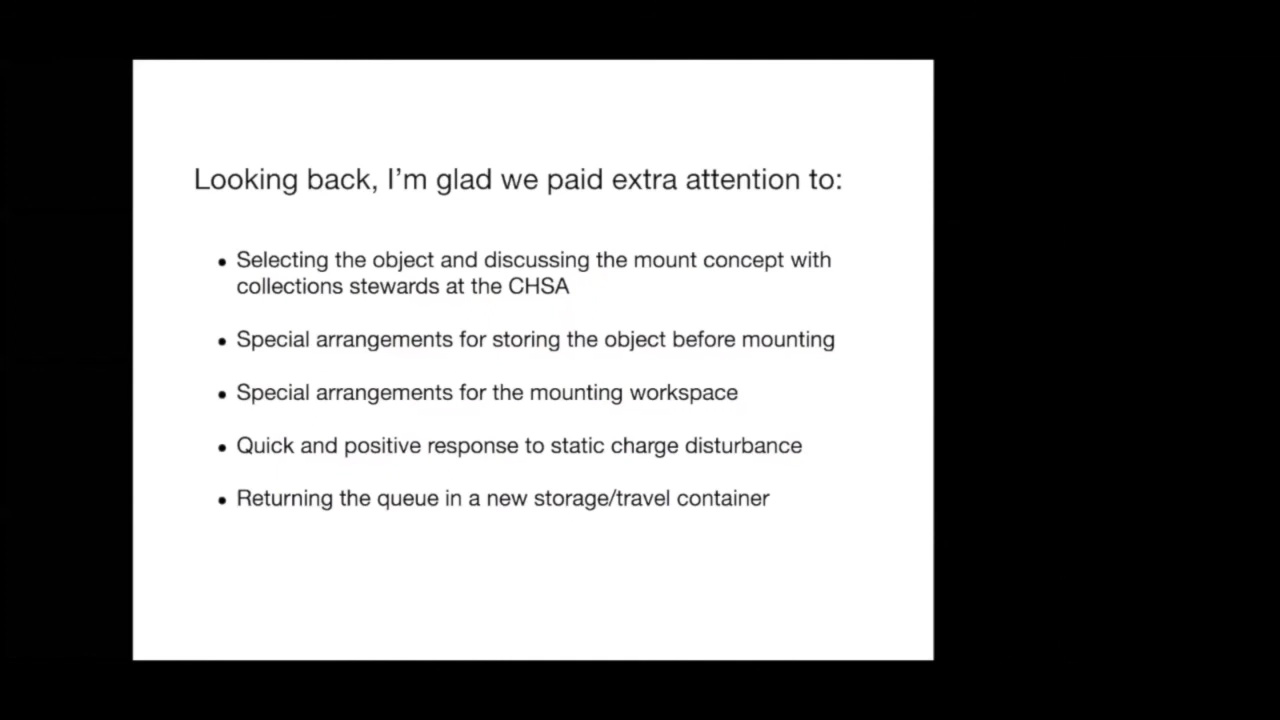 Looking back, I’m glad we paid extra attention to:
• Selecting the object and discussing the mount concept with
collections stewards at the CHSA
• Special arrangements for storing the object before mounting
• Special arrangements for the mounting workspace
• Quick and positive response to static charge disturbance
• Returning the queue in a new storage/travel container